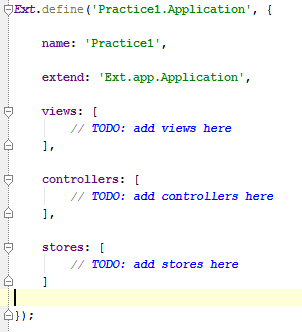 Ext.define('Practice1.Application', {
name: 'Practice1',
extend: 'Ext.app.Application',
views: [
// TODO: add views here
],
controllers: [
// TODO: add controllers here
],
stores: [
// TODO: add stores here
]
});